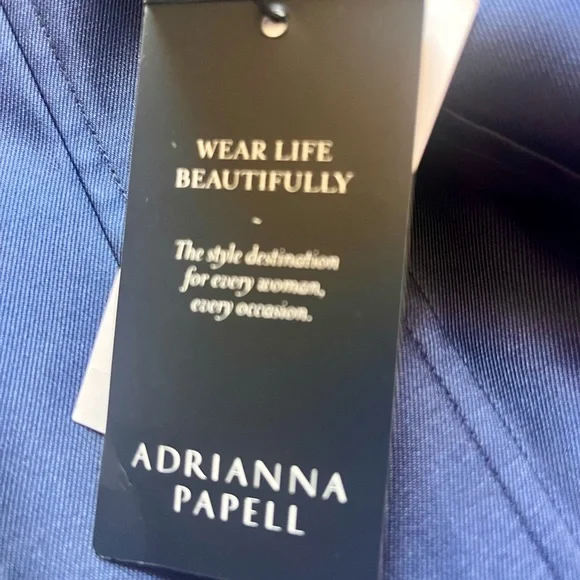 WEAR LIFE
BEAUTIFULLY
-
The style destination
for every woman,
every occasion.
ADRIANNA
PAPELL